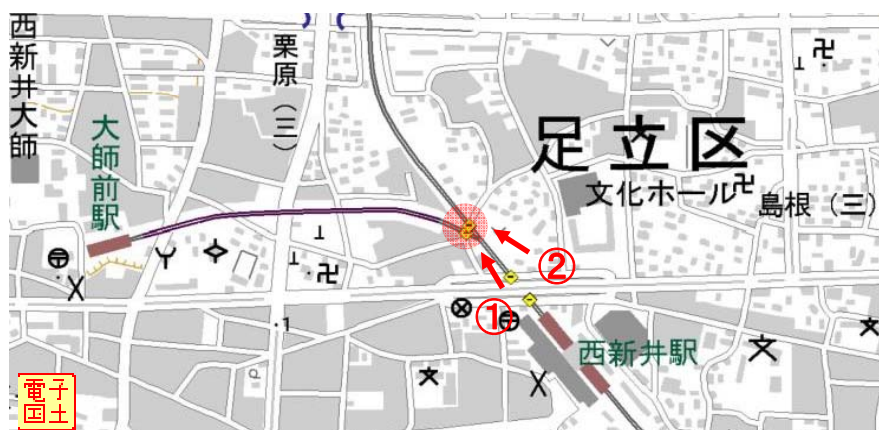 西新井大師
栗原（三）
大師前駅
足立区
文化ホール
島根（三）
②
①
・1
西新井駅
電子
国土